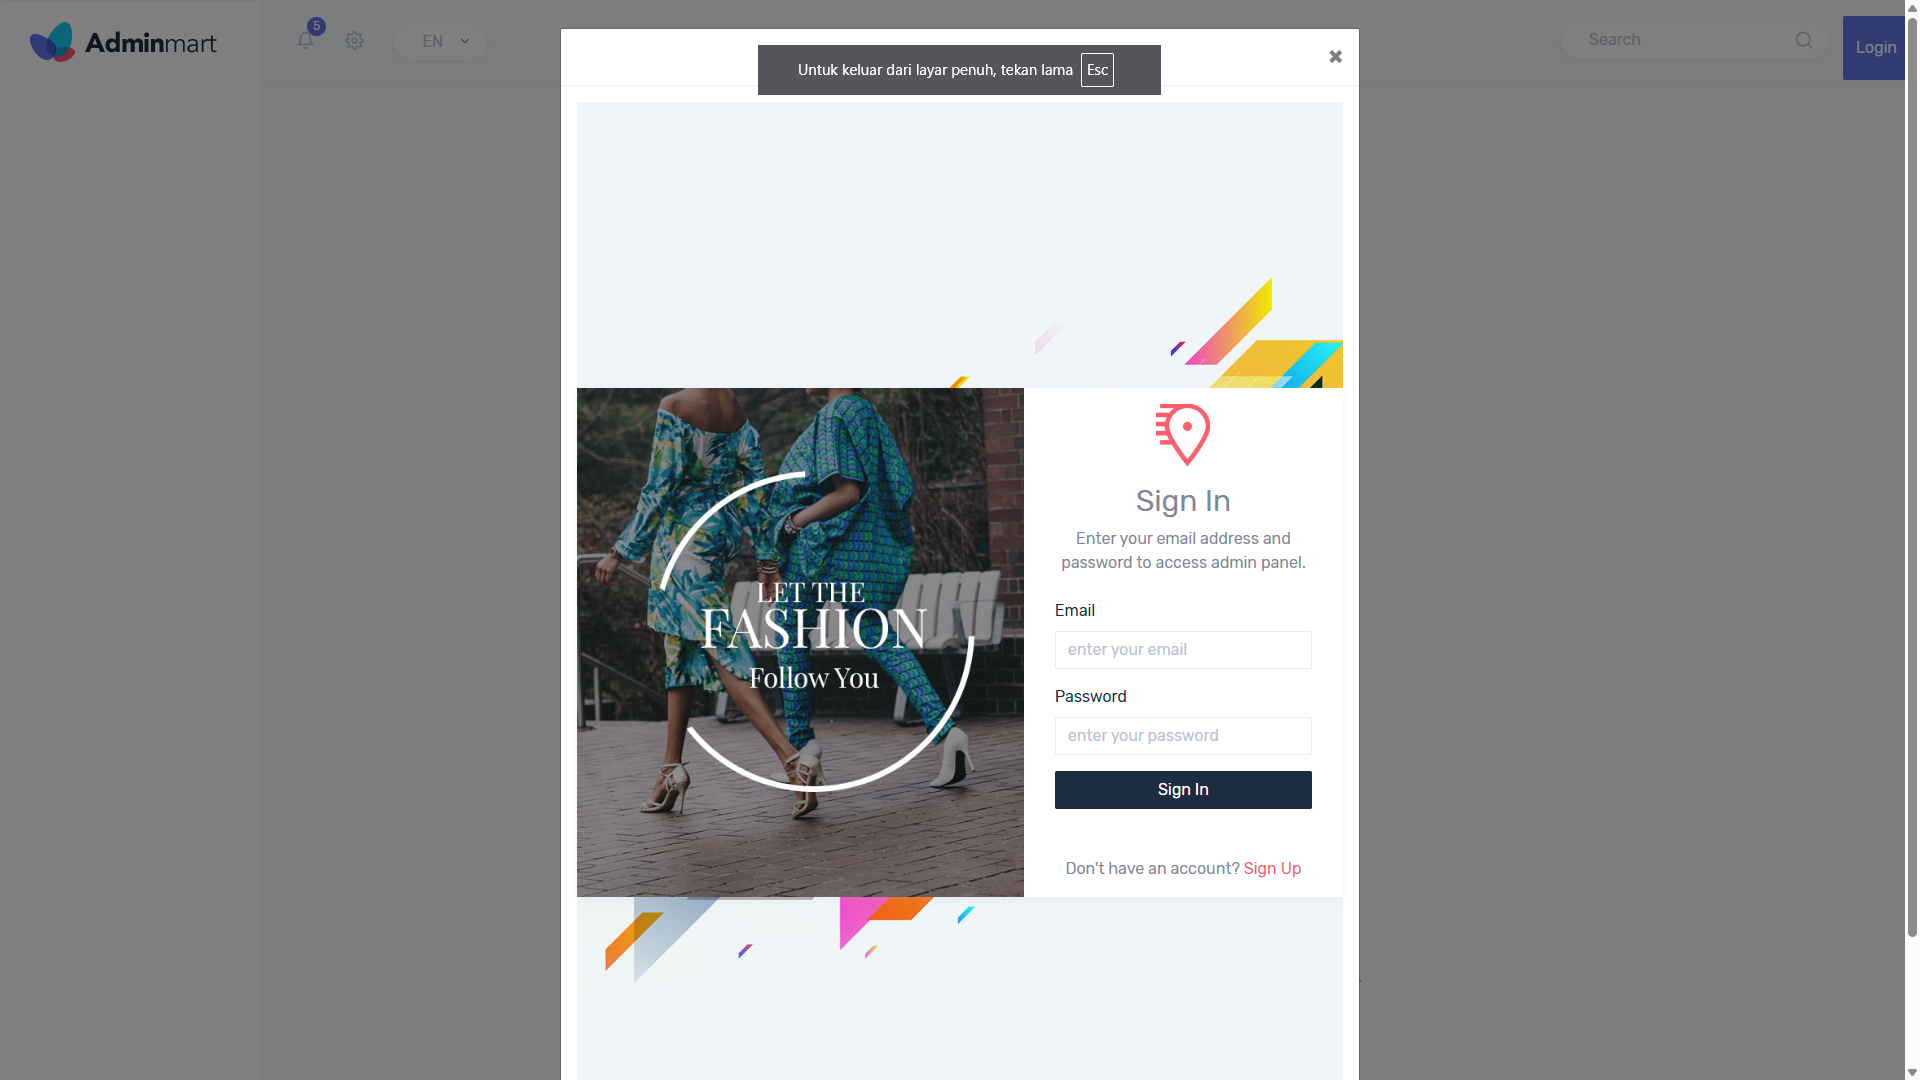 Adminmart
5
EN
Search
Login
Untuk keluar dari layar penuh, tekan lama Esc
LET THE
FASHION
Follow You
Sign In
Enter your email address and
password to access admin panel.
Email
enter your email
Password
enter your password
Sign In
Don't have an account? Sign Up